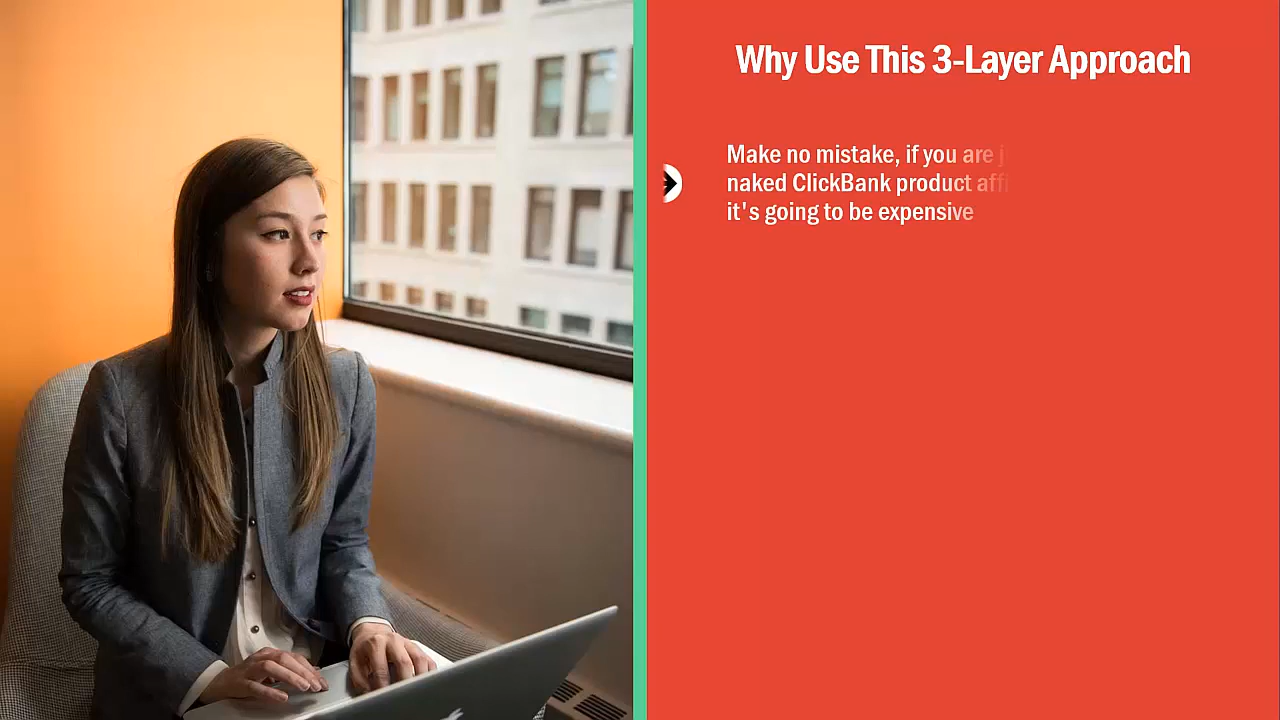 Why Use This 3-Layer Approach
Make no mistake, if you are
naked ClickBank product
it's going to be expensive